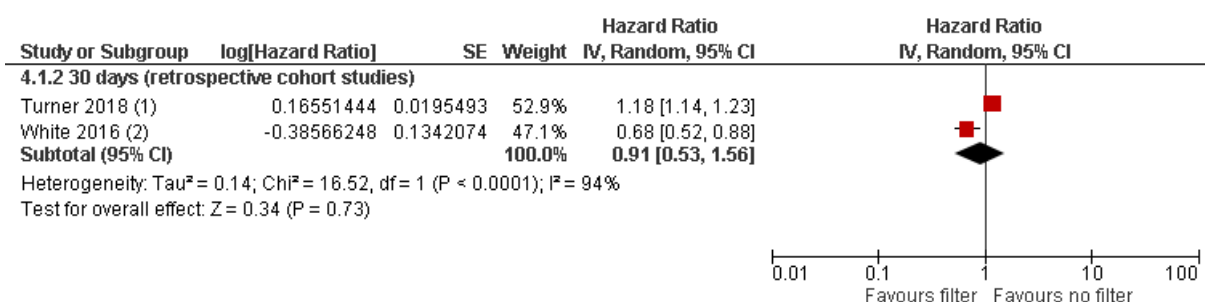 Hazard Ratio Hazard Ratio
Study or Subgroup log[Hazard Ratio] SE Weight IV, Random, 95% CI IV, Random, 95% CI
4.1.2 30 days (retrospective cohort studies)
Turner 2018 (1) 0.16551444 0.0195493 52.9% 1.18 [1.14, 1.23]
White 2016 (2) -0.38566248 0.1342074 47.1% 0.68 [0.52, 0.88]
Subtotal (95% CI) 100.0% 0.91 [0.53, 1.56]
Heterogeneity: Tau² = 0.14; Chi² = 16.52, df = 1 (P < 0.0001); I² = 94%
Test for overall effect: Z = 0.34 (P = 0.73)
0.01 0.1 1 10 100
Favours filter Favours no filter